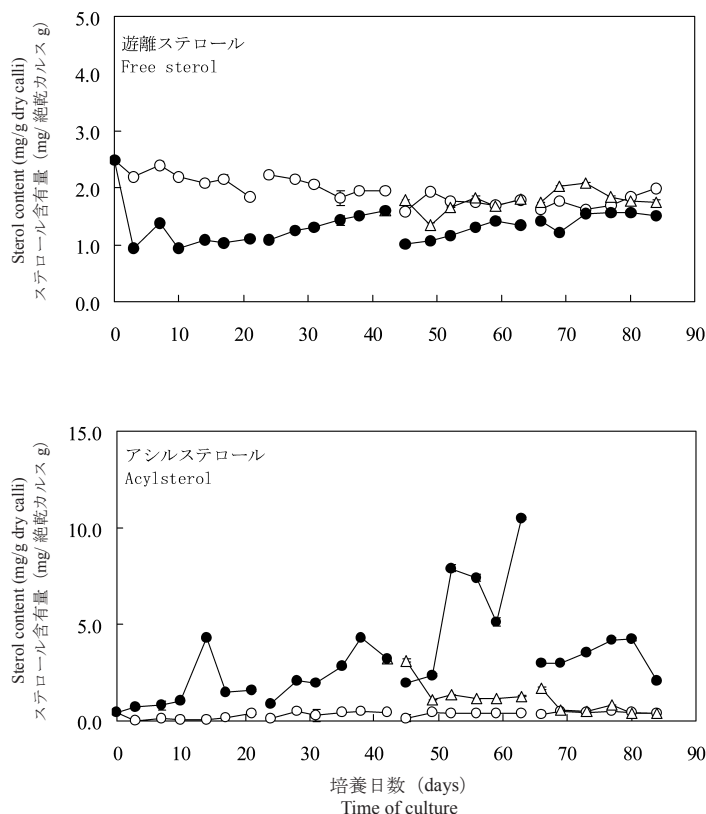 Sterol content (mg/g dry calli)
ステロール含有量 (mg/ 絶乾カルス g)
5.0
4.0
3.0
2.0
1.0
0.0
遊離ステロール
Free sterol
0 10 20 30 40 50 60 70 80 90
Sterol content (mg/g dry calli)
ステロール含有量 (mg/ 絶乾カルス g)
15.0
10.0
5.0
0.0
アシルステロール
Acylsterol
0 10 20 30 40 50 60 70 80 90
培養日数 (days)
Time of culture